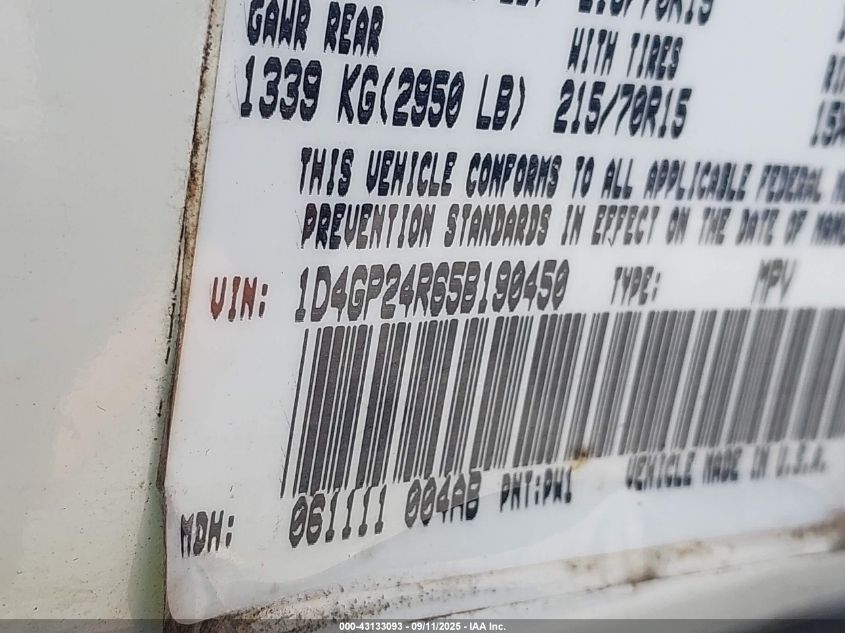 215/70R15
GAWR REAR WITH TIRES
1339 KG(2950 LB) 215/70R15
THIS VEHICLE CONFORMS TO ALL APPLICABLE FEDERAL
PREVENTION STANDARDS IN EFFECT ON THE DATE OF
VIN: 1D4GP24R65B190450 TYPE: MPV
MDH: 061111 004AB PNT:PW1 VEHICLE MADE IN U.S.A.
000-43133093 - 09/11/2025 - IAA Inc.